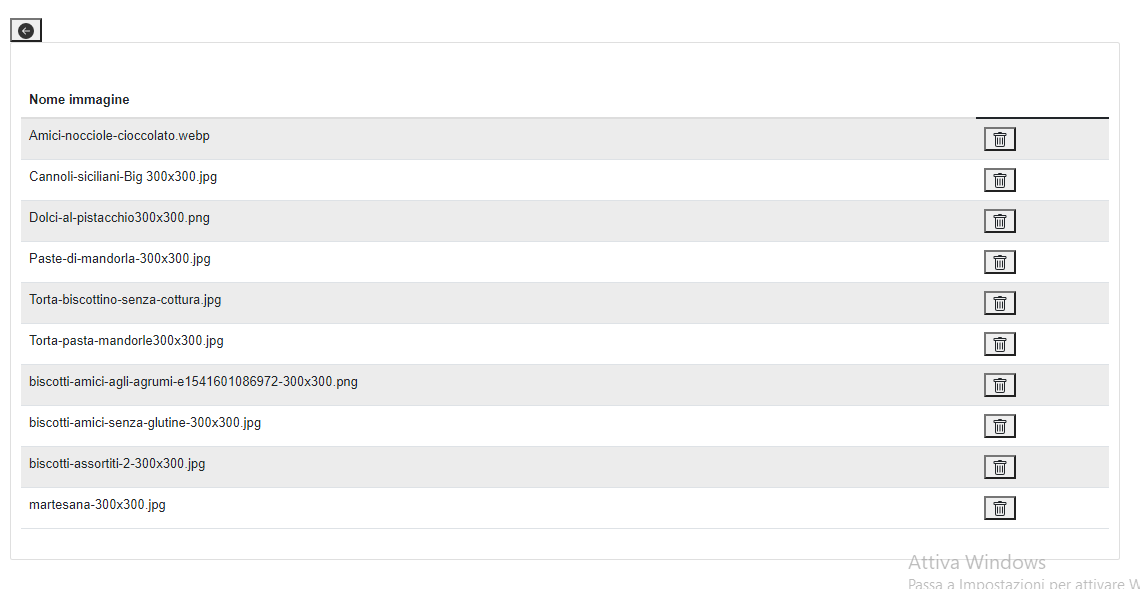 Nome immagine
Amici-nocciole-cioccolato.webp
Cannoli-siciliani-Big 300x300.jpg
Dolci-al-pistacchio300x300.png
Paste-di-mandorla-300x300.jpg
Torta-biscottino-senza-cottura.jpg
Torta-pasta-mandorle300x300.jpg
biscotti-amici-agli-agrumi-e1541601086972-300x300.png
biscotti-amici-senza-glutine-300x300.jpg
biscotti-assortiti-2-300x300.jpg
martesana-300x300.jpg
Attiva Windows
Passa a Impostazioni per attivare W